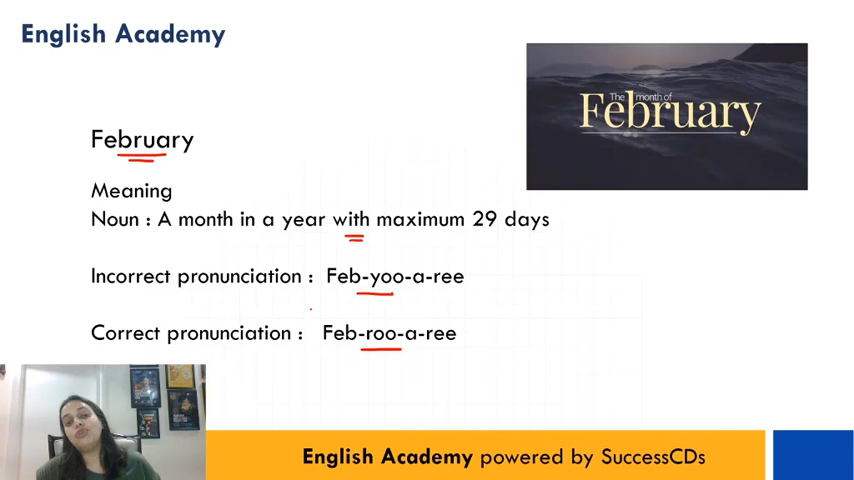 English Academy
The month of
February
February
Meaning
Noun : A month in a year with maximum 29 days
Incorrect pronunciation : Feb-yoo-a-ree
Correct pronunciation : Feb-roo-a-ree
English Academy powered by SuccessCDs